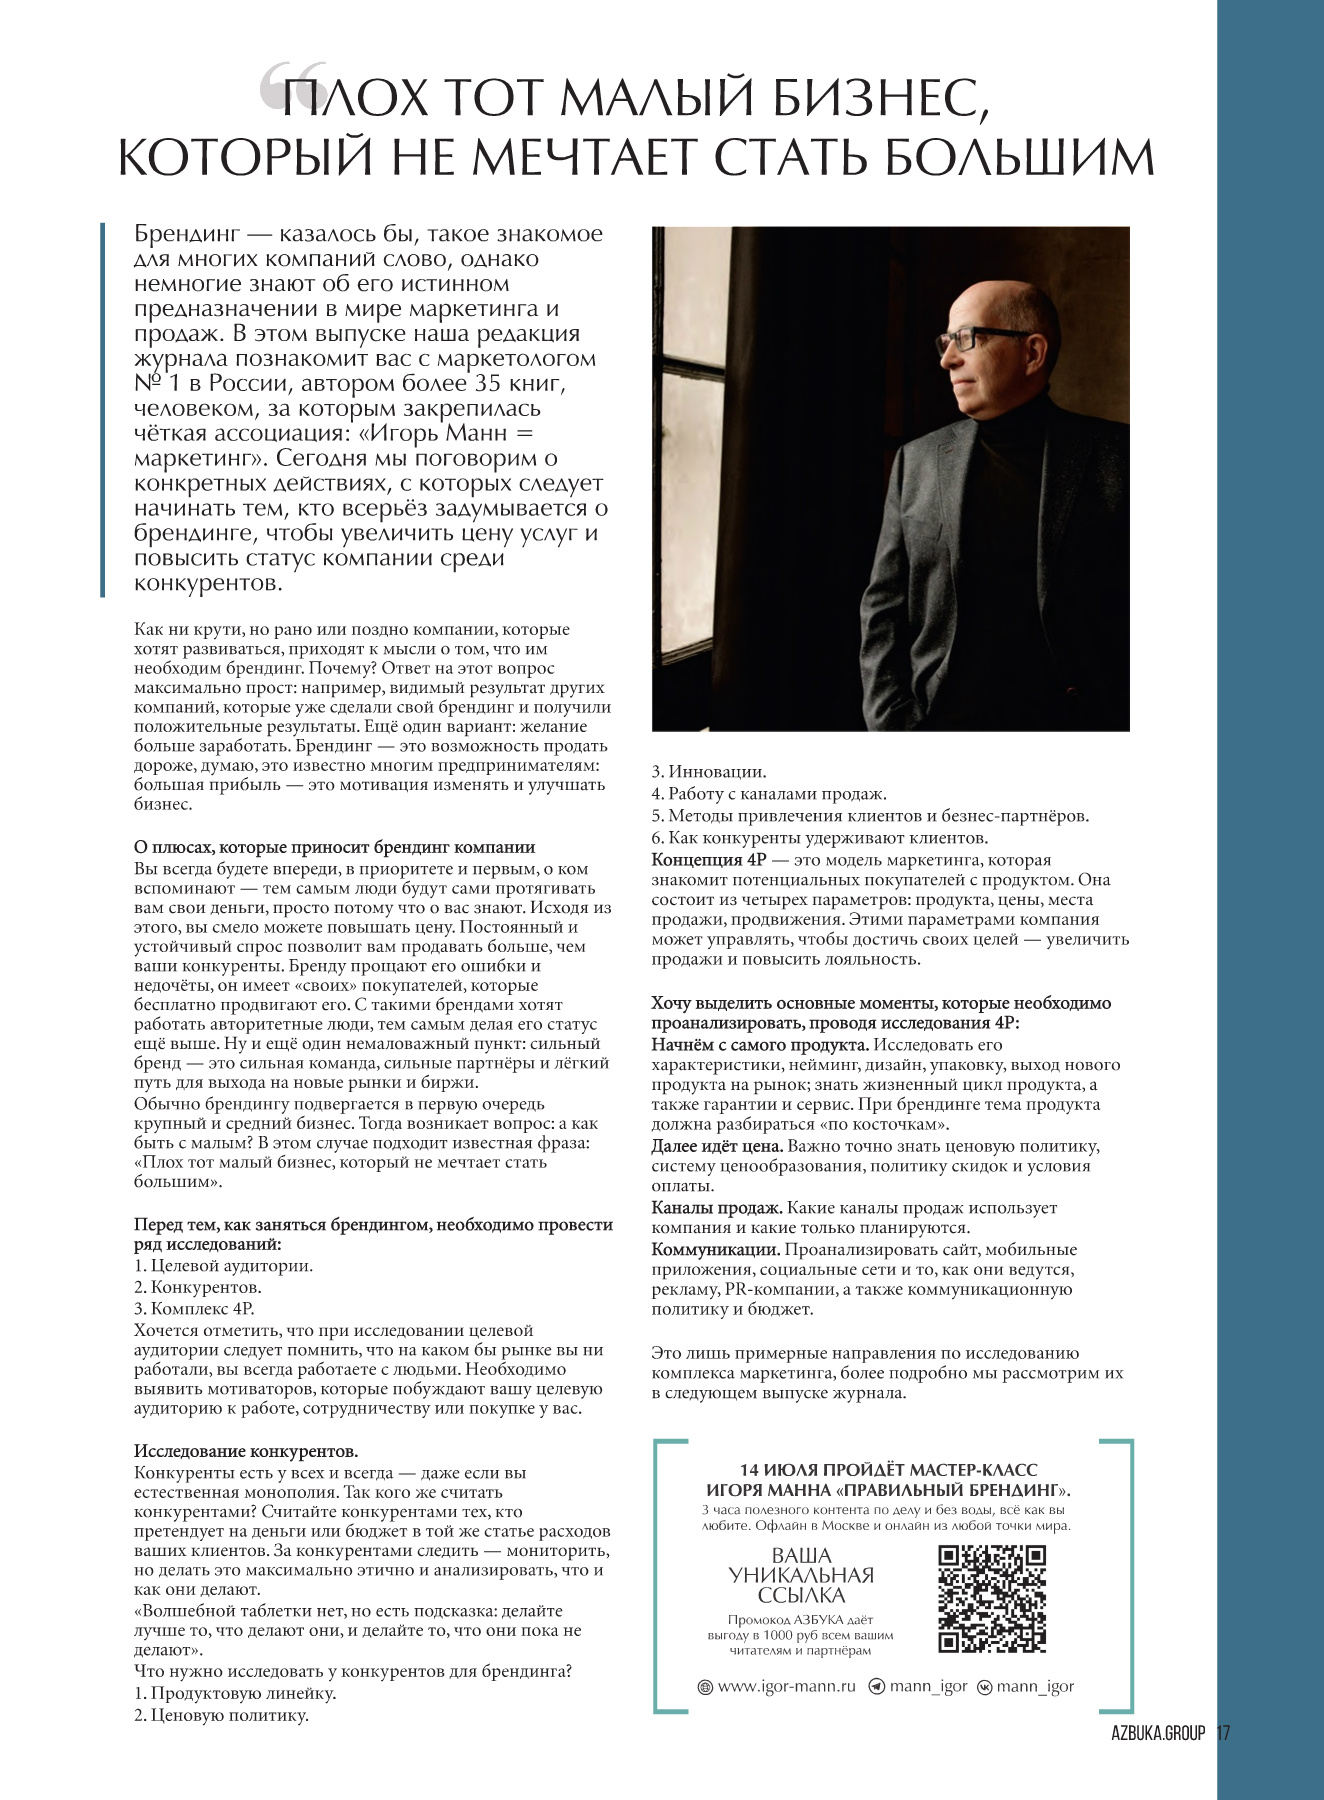 “ПЛОХ ТОТ МАЛЫЙ БИЗНЕС,
КОТОРЫЙ НЕ МЕЧТАЕТ СТАТЬ БОЛЬШИМ
Брендинг — казалось бы, такое знакомое
для многих компаний слово, однако
немногие знают об его истинном
предназначении в мире маркетинга и
продаж. В этом выпуске наша редакция
журнала познакомит вас с маркетологом
№ 1 в России, автором более 35 книг,
человеком, за которым закрепилась
чёткая ассоциация: «Игорь Манн =
маркетинг». Сегодня мы поговорим о
конкретных действиях, с которых следует
начинать тем, кто всерьёз задумывается о
брендинге, чтобы увеличить цену услуг и
повысить статус компании среди
конкурентов.
Как ни крути, но рано или поздно компании, которые
хотят развиваться, приходят к мысли о том, что им
необходим брендинг. Почему? Ответ на этот вопрос
максимально прост: например, видимый результат других
компаний, которые уже сделали свой брендинг и получили
положительные результаты. Ещё один вариант: желание
больше заработать. Брендинг — это возможность продать
дороже, думаю, это известно многим предпринимателям:
большая прибыль — это мотивация изменять и улучшать
бизнес.
О плюсах, которые приносит брендинг компании
Вы всегда будете впереди, в приоритете и первым, о ком
вспоминают — тем самым люди будут сами протягивать
вам свои деньги, просто потому что о вас знают. Исходя из
этого, вы смело можете повышать цену. Постоянный и
устойчивый спрос позволит вам продавать больше, чем
ваши конкуренты. Бренду прощают его ошибки и
недочёты, он имеет «своих» покупателей, которые
бесплатно продвигают его. С такими брендами хотят
работать авторитетные люди, тем самым делая его статус
ещё выше. Ну и ещё один немаловажный пункт: сильный
бренд — это сильная команда, сильные партнёры и лёгкий
путь для выхода на новые рынки и биржи.
Обычно брендингу подвергается в первую очередь
крупный и средний бизнес. Тогда возникает вопрос: а как
быть с малым? В этом случае подходит известная фраза:
«Плох тот малый бизнес, который не мечтает стать
большим».
Перед тем, как заняться брендингом, необходимо провести
ряд исследований:
1. Целевой аудитории.
2. Конкурентов.
3. Комплекс 4P.
Хочется отметить, что при исследовании целевой
аудитории следует помнить, что на каком бы рынке вы ни
работали, вы всегда работаете с людьми. Необходимо
выявить мотиваторов, которые побуждают вашу целевую
аудиторию к работе, сотрудничеству или покупке у вас.
Исследование конкурентов.
Конкуренты есть у всех и всегда — даже если вы
естественная монополия. Так кого же считать
конкурентами? Считайте конкурентами тех, кто
претендует на деньги или бюджет в той же статье расходов
ваших клиентов. За конкурентами следить — мониторить,
но делать это максимально этично и анализировать, что и
как они делают.
«Волшебной таблетки нет, но есть подсказка: делайте
лучше то, что делают они, и делайте то, что они пока не
делают».
Что нужно исследовать у конкурентов для брендинга?
1. Продуктовую линейку.
2. Ценовую политику.
3. Инновации.
4. Работу с каналами продаж.
5. Методы привлечения клиентов и безнес-партнёров.
6. Как конкуренты удерживают клиентов.
Концепция 4P — это модель маркетинга, которая
знакомит потенциальных покупателей с продуктом. Она
состоит из четырех параметров: продукта, цены, места
продажи, продвижения. Этими параметрами компания
может управлять, чтобы достичь своих целей — увеличить
продажи и повысить лояльность.
Хочу выделить основные моменты, которые необходимо
проанализировать, проводя исследования 4P:
Начнём с самого продукта. Исследовать его
характеристики, нейминг, дизайн, упаковку, выход нового
продукта на рынок; знать жизненный цикл продукта, а
также гарантии и сервис. При брендинге тема продукта
должна разбираться «по косточкам».
Далее идёт цена. Важно точно знать ценовую политику,
систему ценообразования, политику скидок и условия
оплаты.
Каналы продаж. Какие каналы продаж использует
компания и какие только планируются.
Коммуникации. Проанализировать сайт, мобильные
приложения, социальные сети и то, как они ведутся,
рекламу, PR-компании, а также коммуникационную
политику и бюджет.
Это лишь примерные направления по исследованию
комплекса маркетинга, более подробно мы рассмотрим их
в следующем выпуске журнала.
14 ИЮЛЯ ПРОЙДЁТ МАСТЕР-КЛАСС
ИГОРЯ МАННА «ПРАВИЛЬНЫЙ БРЕНДИНГ».
3 часа полезного контента по делу и без воды, всё как вы
любите. Офлайн в Москве и онлайн из любой точки мира.
ВАША
УНИКАЛЬНАЯ
ССЫЛКА
Промокод АЗБУКА даёт
выгоду в 1000 руб всем вашим
читателям и партнёрам
www.igor-mann.ru mann_igor mann_igor
AZBUKA.GROUP 17